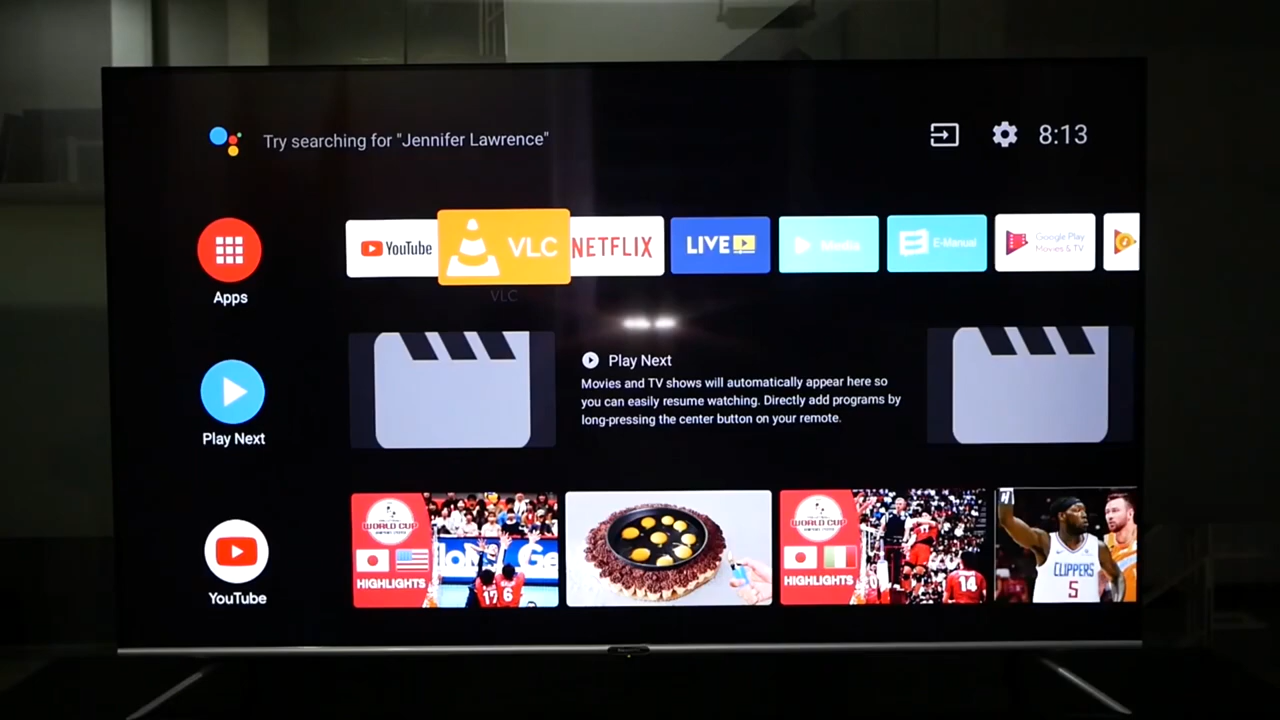 Try searching for "Jennifer Lawrence"
8:13
YouTube
VLC
NETFLIX
LIVE
Media
E-Manual
Google Play
Movies & TV
Apps
VLC
Play Next
Movies and TV shows will automatically appear here so
you can easily resume watching. Directly add programs by
long-pressing the center button on your remote.
Play Next
WORLD CUP
HIGHLIGHTS
17 6
WORLD CUP
HIGHLIGHTS
14
CLIPPERS
5
YouTube